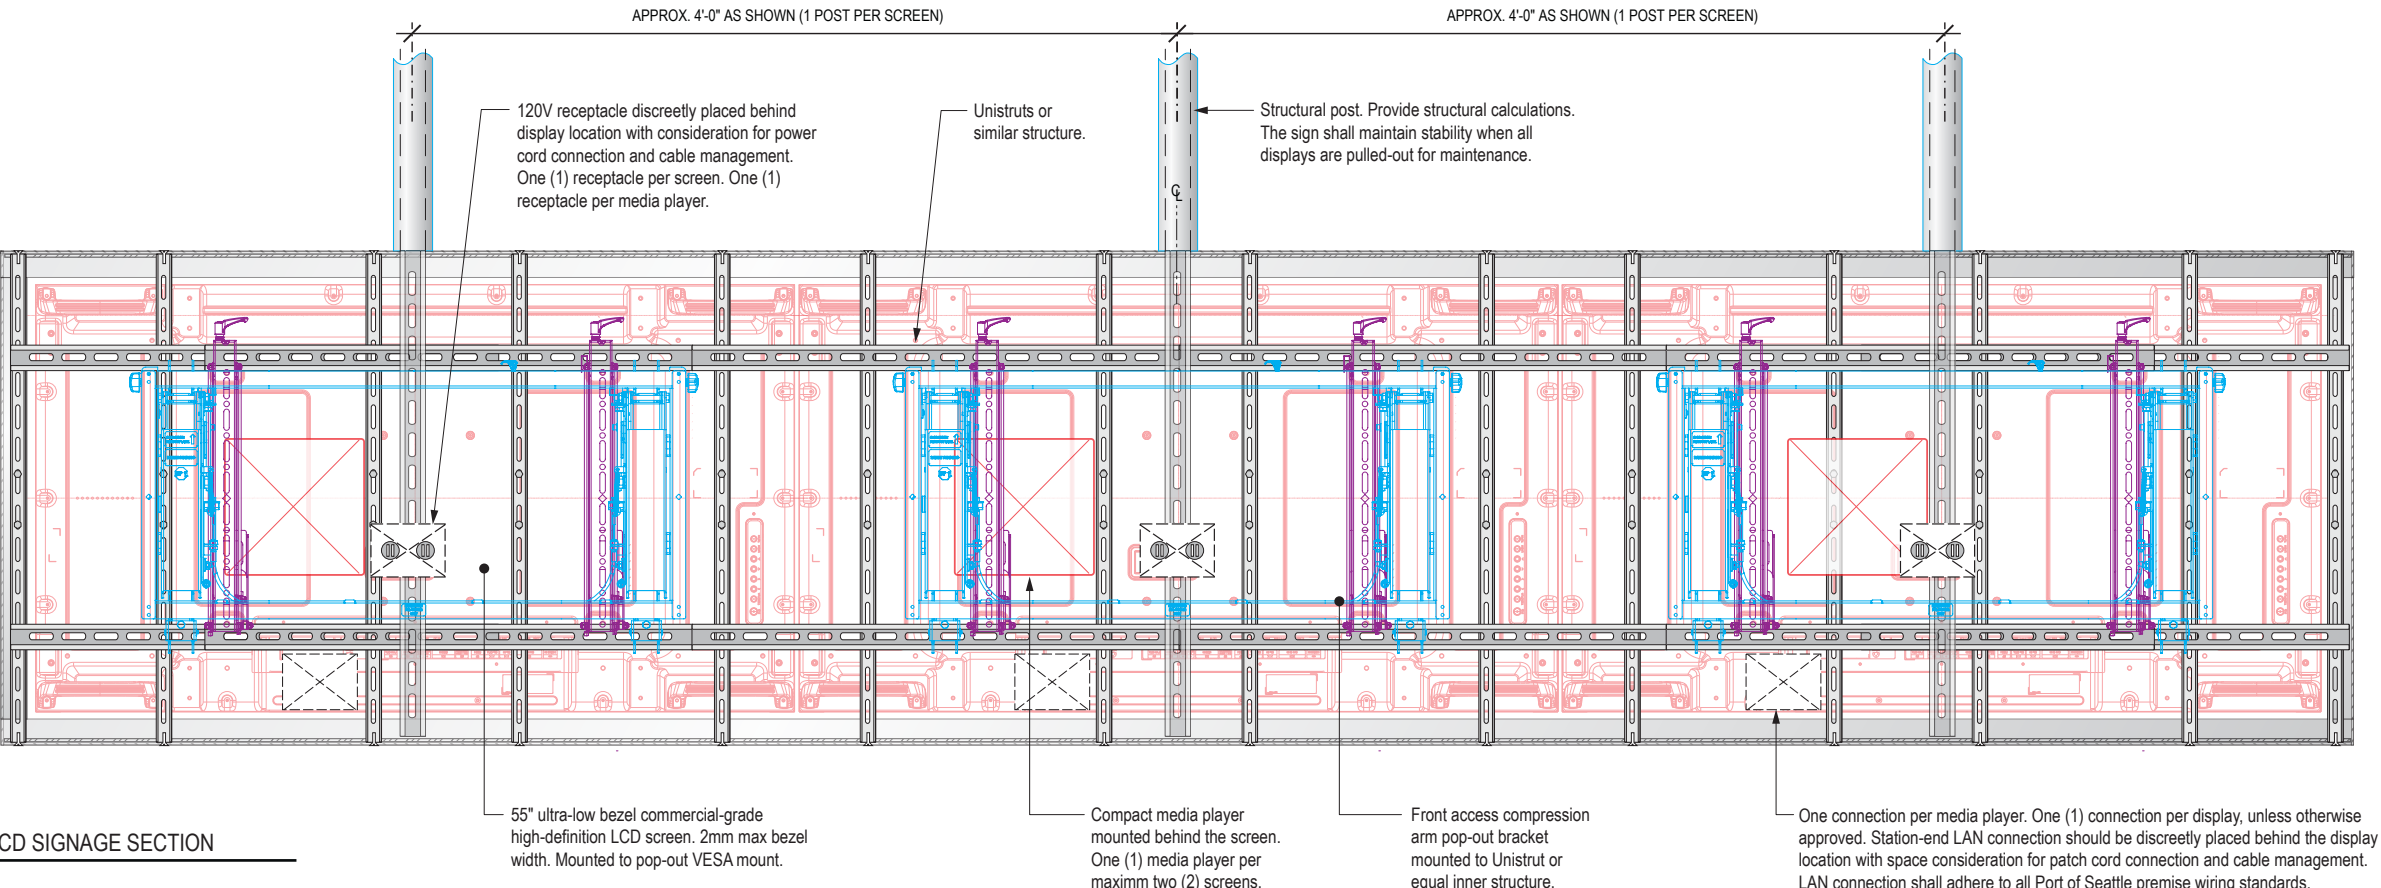 APPROX. 4'-0" AS SHOWN (1 POST PER SCREEN)
APPROX. 4'-0" AS SHOWN (1 POST PER SCREEN)
120V receptacle discreetly placed behind
display location with consideration for power
cord connection and cable management.
One (1) receptacle per screen. One (1)
receptacle per media player.
Unistruts or
similar structure.
Structural post. Provide structural calculations.
The sign shall maintain stability when all
displays are pulled-out for maintenance.
CL
55" ultra-low bezel commercial-grade
high-definition LCD screen. 2mm max bezel
width. Mounted to pop-out VESA mount.
Compact media player
mounted behind the screen.
One (1) media player per
maximm two (2) screens.
Front access compression
arm pop-out bracket
mounted to Unistrut or
equal inner structure.
One connection per media player. One (1) connection per display, unless otherwise
approved. Station-end LAN connection should be discreetly placed behind the display
location with space consideration for patch cord connection and cable management.
LAN connection shall adhere to all Port of Seattle premise wiring standards.
CD SIGNAGE SECTION